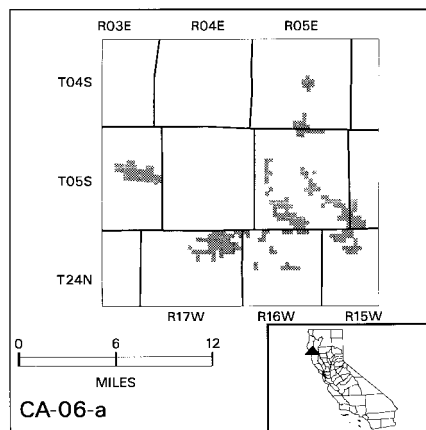 R03E R04E R05E
T04S
T05S
T24N
R17W R16W R15W
0 6 12
MILES
CA-06-a